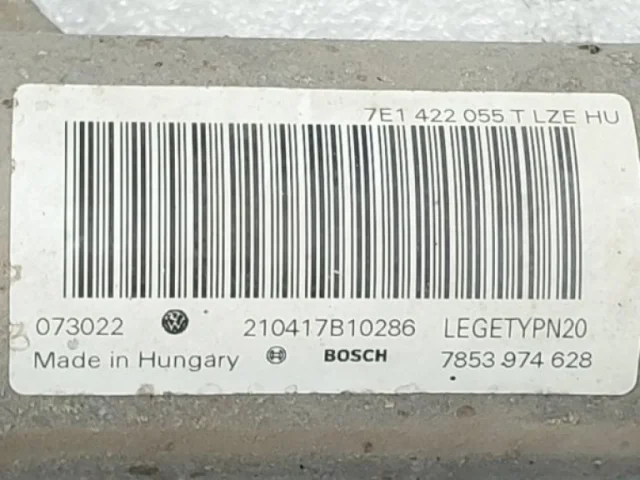 7E1 422 055 T LZE HU
073022 210417B10286 LEGETYPN20
Made in Hungary BOSCH 7853 974 628